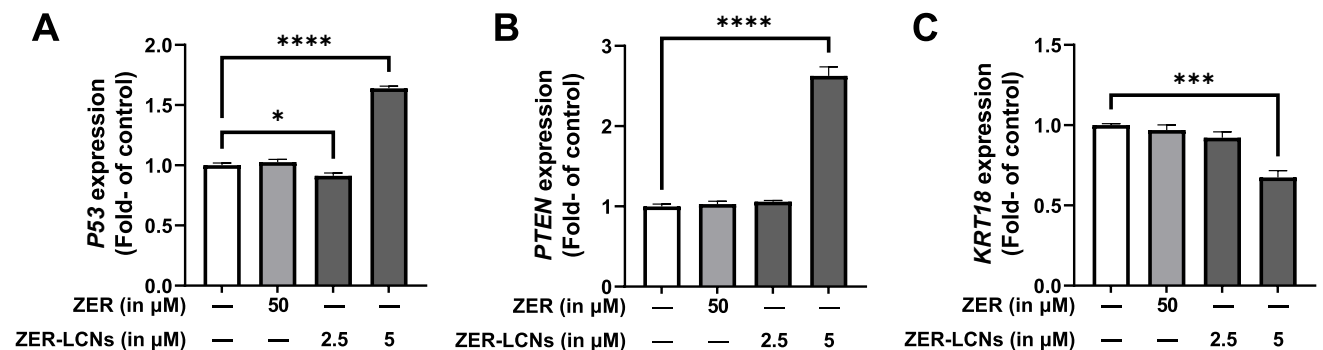 A
P53 expression
(Fold- of control)
2.0
1.5
1.0
0.5
0.0
****
*
ZER (in µM) — 50 — —
ZER-LCNs (in µM) — — 2.5 5
B
PTEN expression
(Fold- of control)
3
2
1
0
****
ZER (in µM) — 50 — —
ZER-LCNs (in µM) — — 2.5 5
C
KRT18 expression
(Fold- of control)
1.5
1.0
0.5
0.0
***
ZER (in µM) — 50 — —
ZER-LCNs (in µM) — — 2.5 5